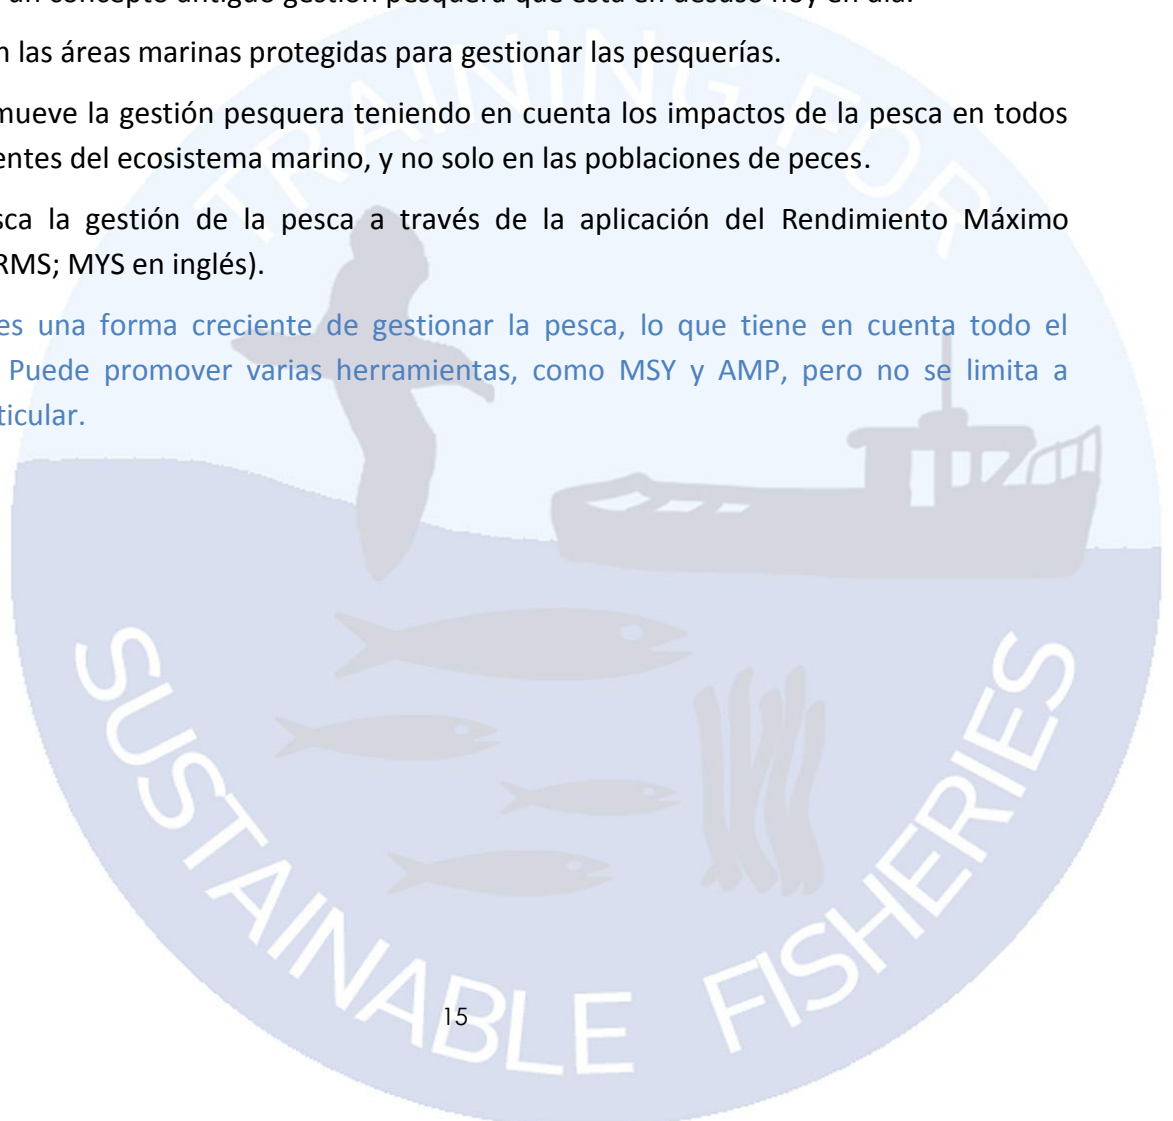 un concepto antiguo gestión pesquera que está en desuso hoy en día.
n las áreas marinas protegidas para gestionar las pesquerías.
mueve la gestión pesquera teniendo en cuenta los impactos de la pesca en todos
entes del ecosistema marino, y no solo en las poblaciones de peces.
sca la gestión de la pesca a través de la aplicación del Rendimiento Máximo
RMS; MYS en inglés).
es una forma creciente de gestionar la pesca, lo que tiene en cuenta todo el
Puede promover varias herramientas, como MSY y AMP, pero no se limita a
ticular.
TRAINING FOR
SUSTAINABLE FISHERIES
15